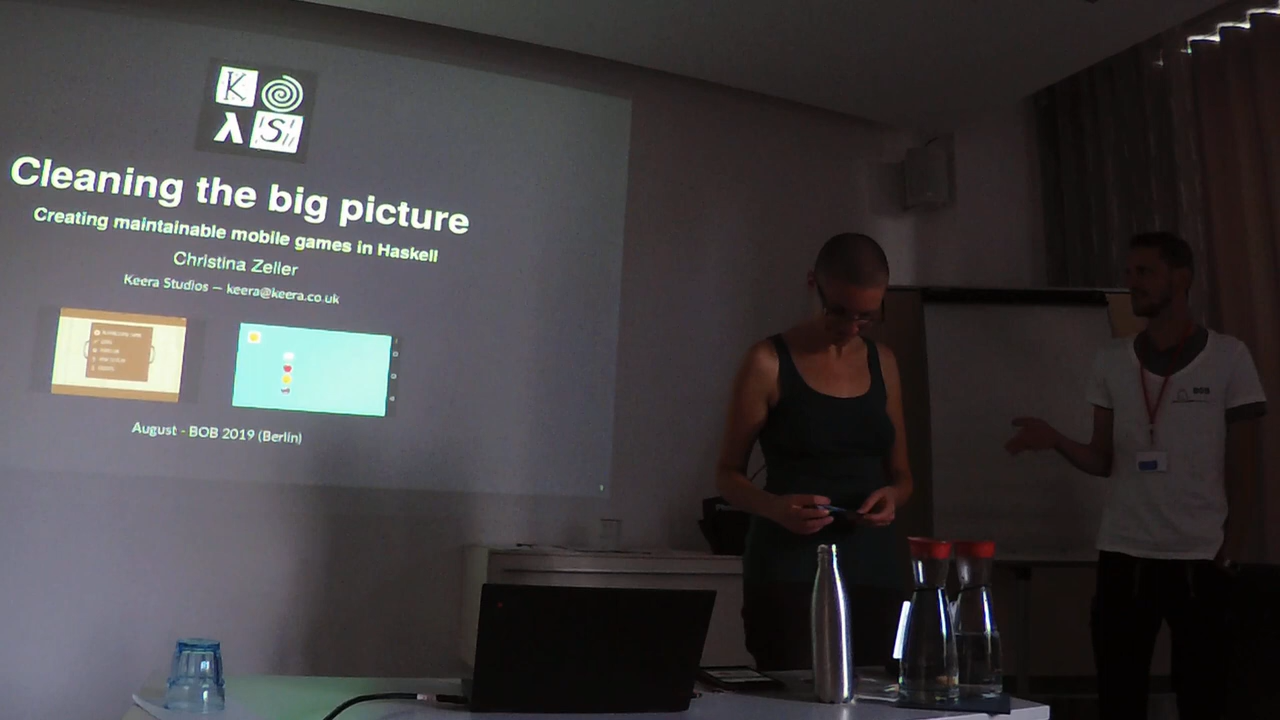 K
λ S
Cleaning the big picture
Creating maintainable mobile games in Haskell
Christina Zeller
Keera Studios – keera@keera.co.uk
August - BOB 2019 (Berlin)
BOB